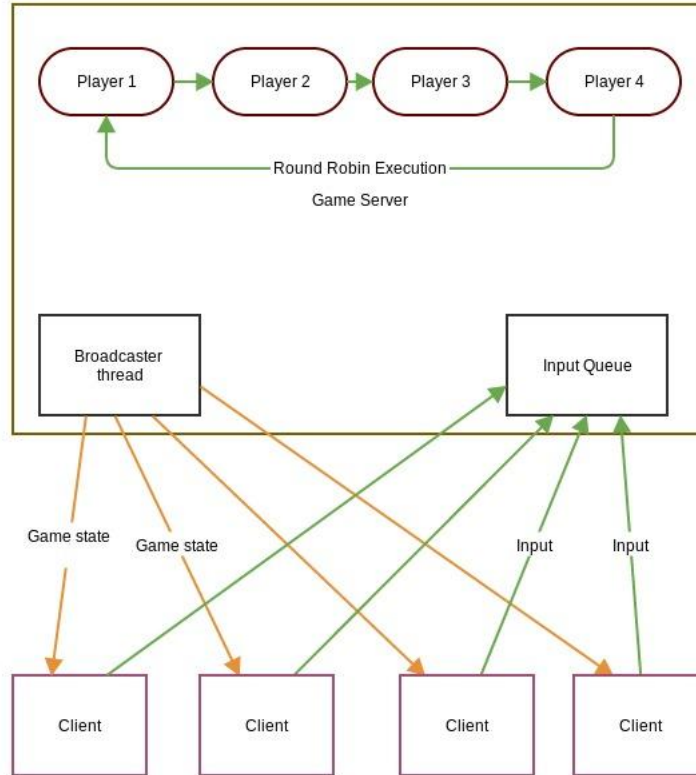 Player 1
Player 2
Player 3
Player 4
Round Robin Execution
Game Server
Broadcaster
thread
Input Queue
Game state
Game state
Input
Input
Client
Client
Client
Client